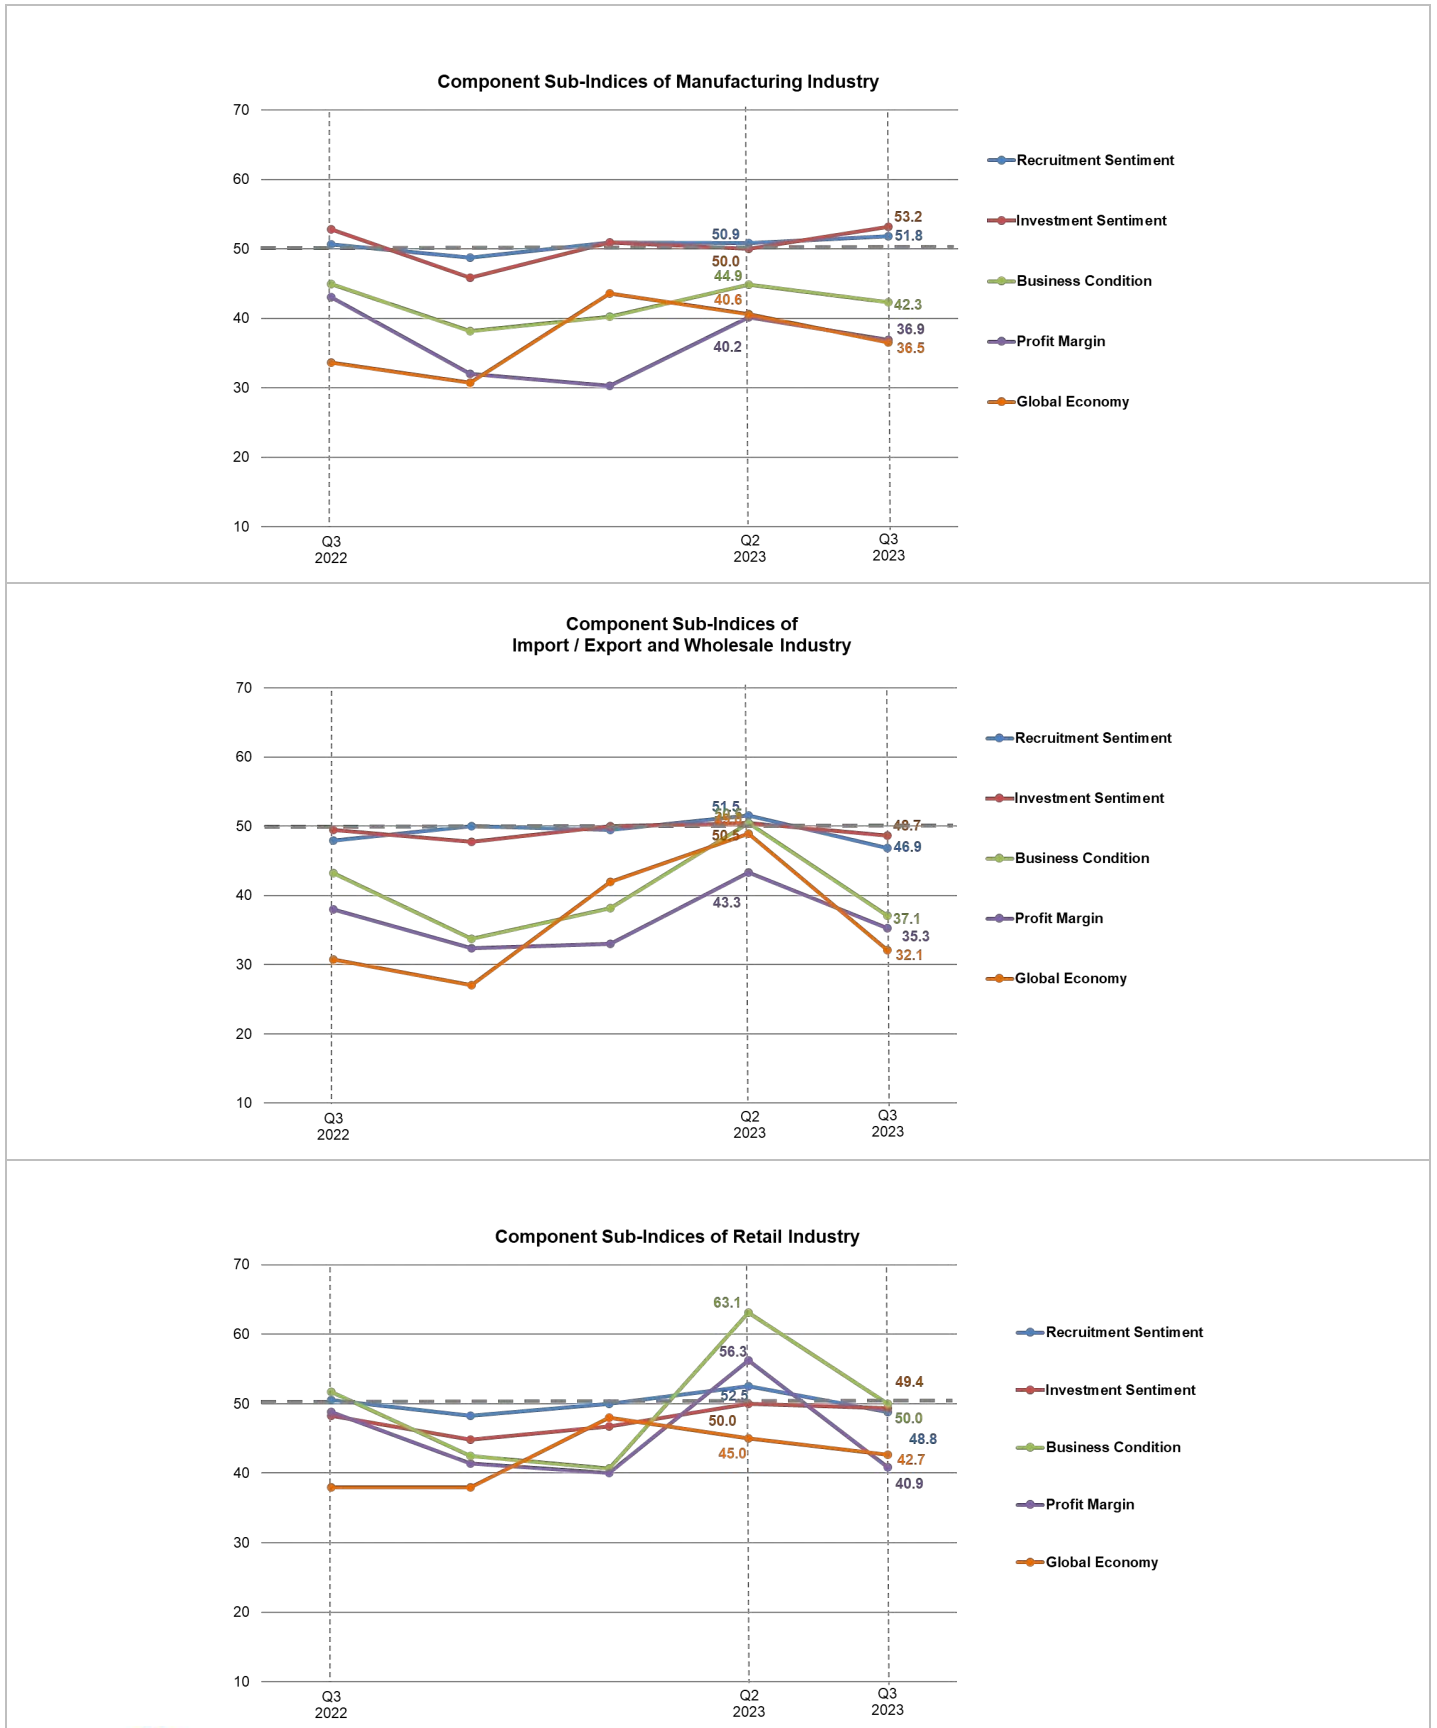 Component Sub-Indices of Manufacturing Industry
70
60
50
40
30
20
10
50.9
50.0
44.9
40.6
40.2
53.2
51.8
42.3
36.9
36.5
Q3
2022
Q2
2023
Q3
2023
Recruitment Sentiment
Investment Sentiment
Business Condition
Profit Margin
Global Economy
Component Sub-Indices of
Import / Export and Wholesale Industry
70
60
50
40
30
20
10
51.5
50.5
43.3
48.7
46.9
37.1
35.3
32.1
Q3
2022
Q2
2023
Q3
2023
Recruitment Sentiment
Investment Sentiment
Business Condition
Profit Margin
Global Economy
Component Sub-Indices of Retail Industry
70
60
50
40
30
20
10
63.1
56.3
52.5
50.0
45.0
49.4
50.0
48.8
42.7
40.9
Q3
2022
Q2
2023
Q3
2023
Recruitment Sentiment
Investment Sentiment
Business Condition
Profit Margin
Global Economy